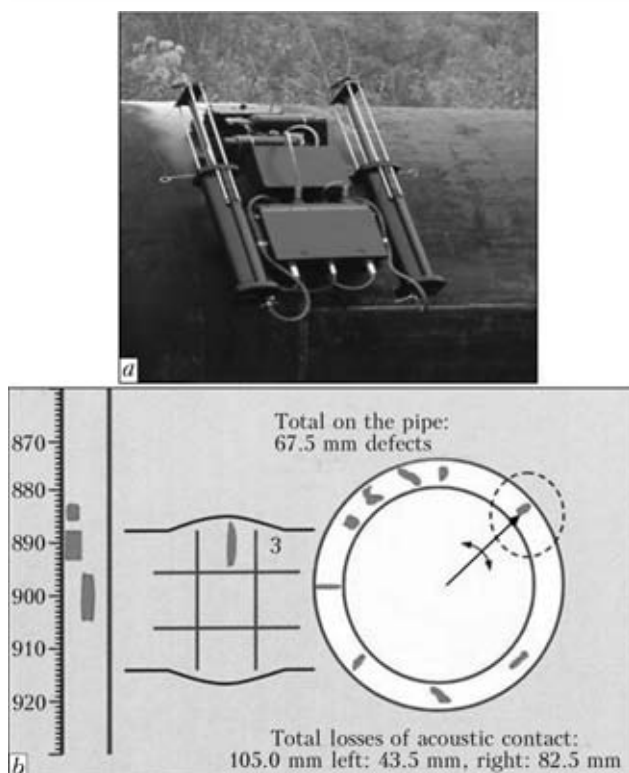 a
Total on the pipe:
67.5 mm defects
870
880
890
900
910
920
3
Total losses of acoustic contact:
105.0 mm left: 43.5 mm, right: 82.5 mm
b